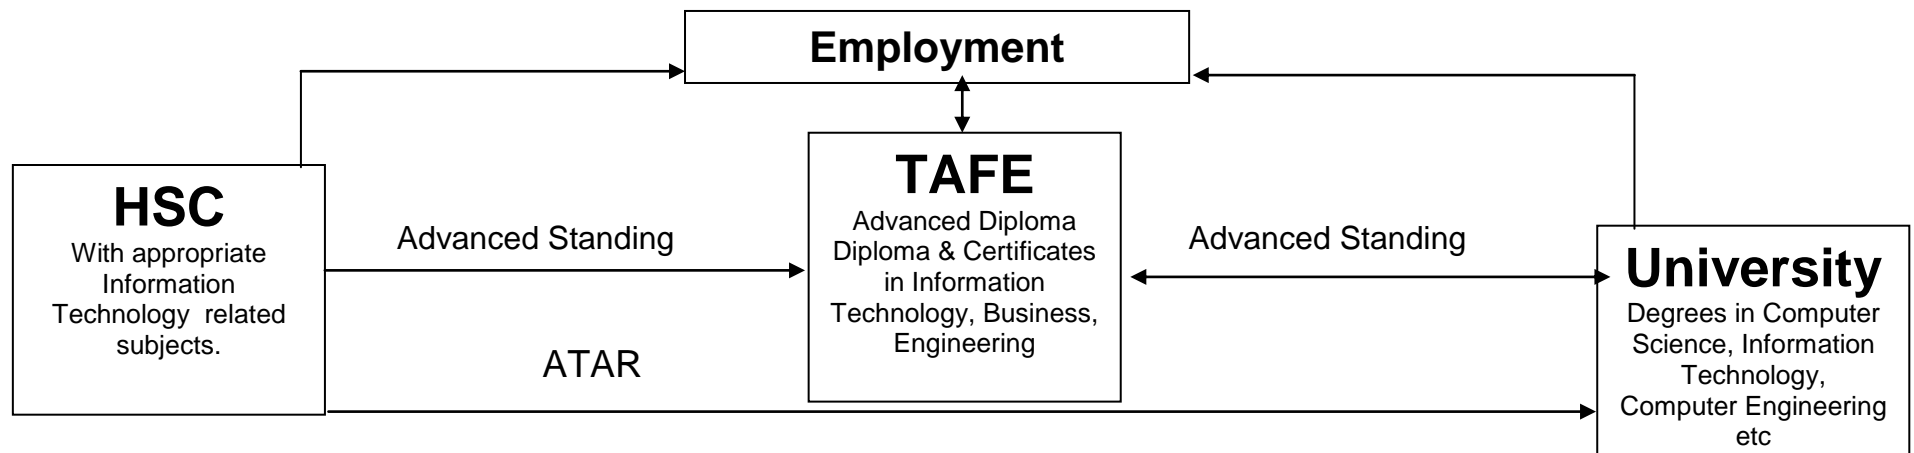 Employment
HSC
With appropriate
Information
Technology related
subjects.
Advanced Standing
ATAR
TAFE
Advanced Diploma
Diploma & Certificates
in Information
Technology, Business,
Engineering
Advanced Standing
University
Degrees in Computer
Science, Information
Technology,
Computer Engineering
etc